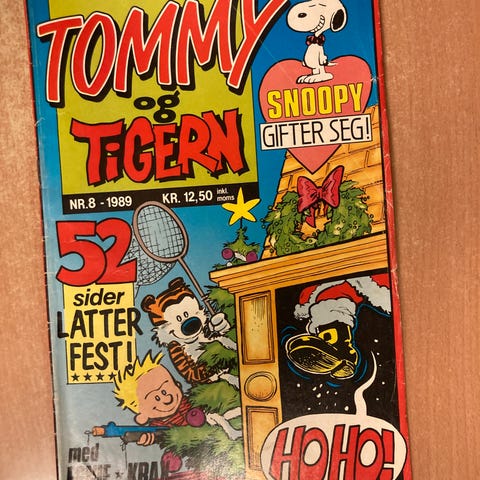 TOMMY
og
TIGERN
SNOOPY
GIFTER SEG!
NR. 8 - 1989 KR. 12,50 inkl. moms
52
sider
LATTER
FEST!
HO HO!
med